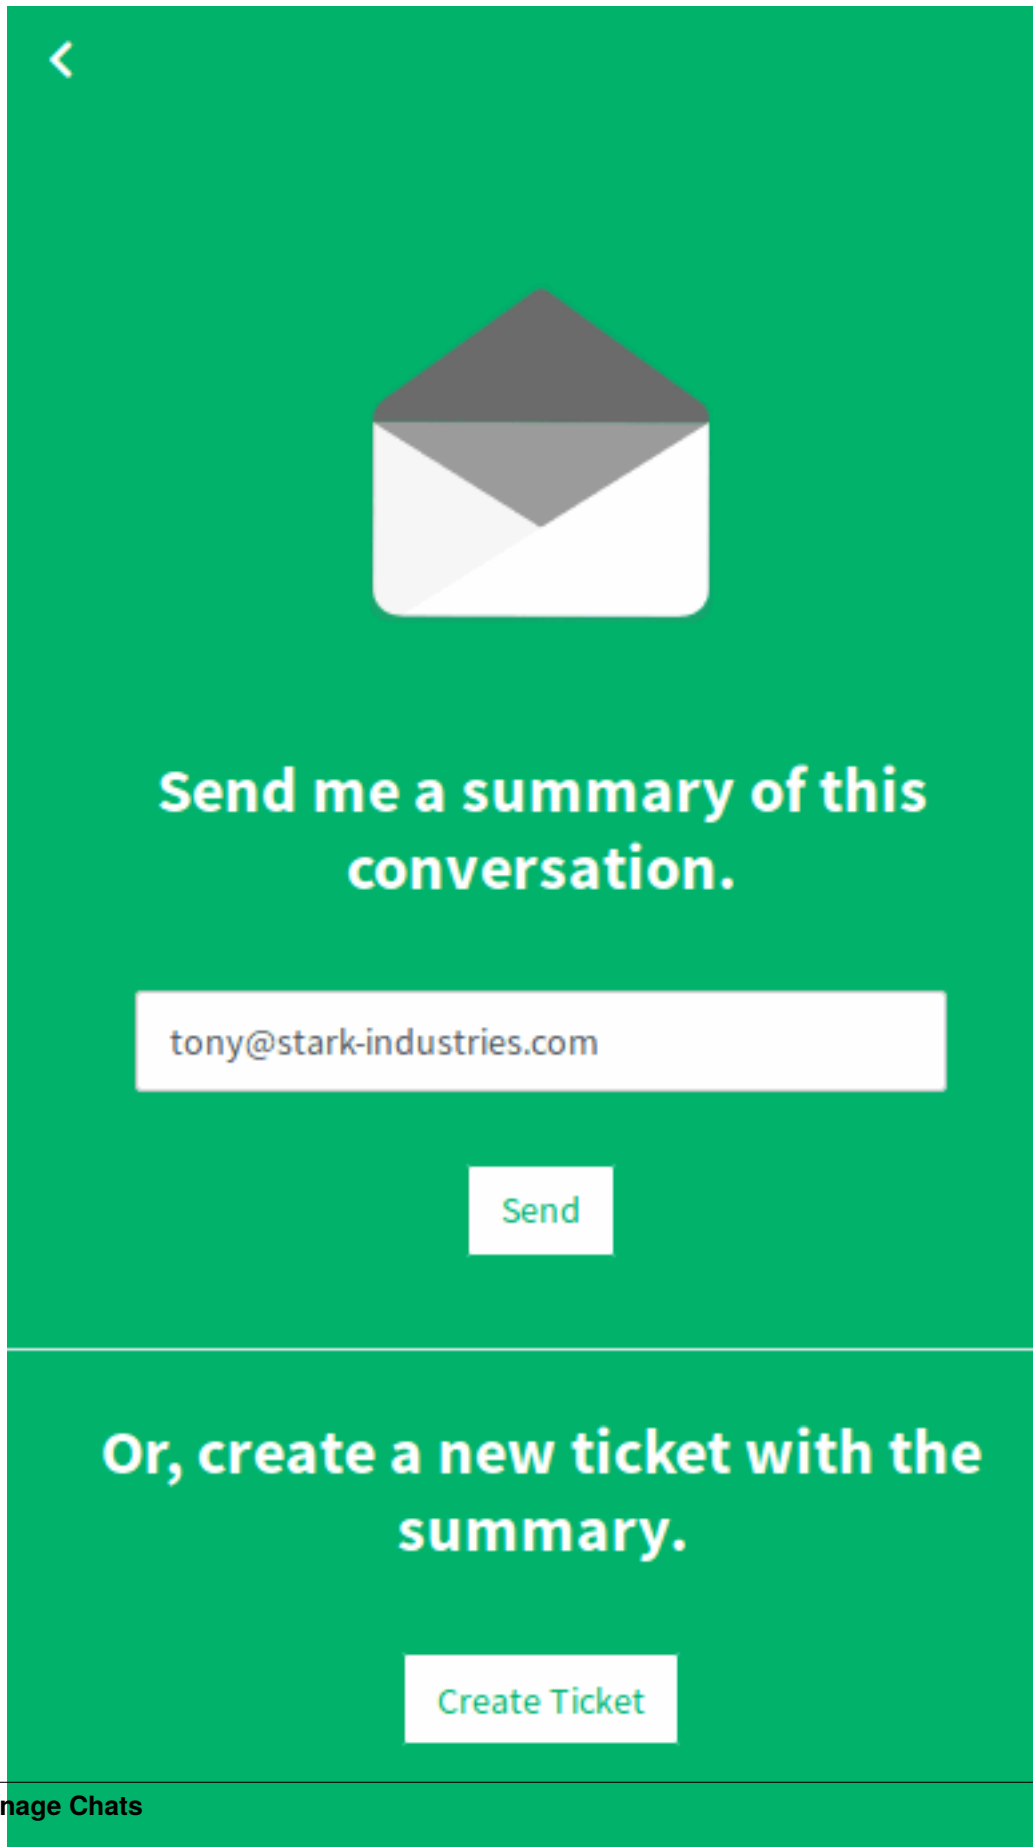 Send me a summary of this
conversation.
tony@stark-industries.com
Send
Or, create a new ticket with the
summary.
Create Ticket
nage Chats